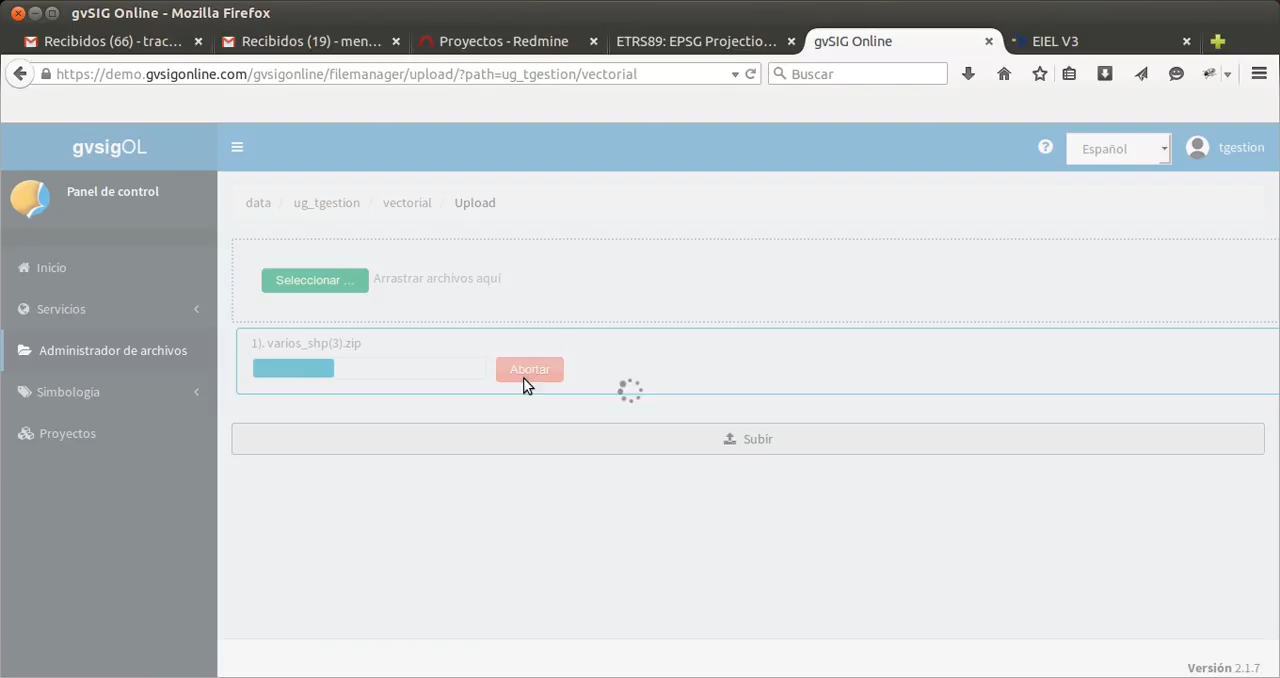 gvSIG Online - Mozilla Firefox
Recibidos (66) - trac...
Recibidos (19) - men...
Proyectos - Redmine
ETRS89: EPSG Projectio...
gvSIG Online
EIEL V3
https://demo.gvsigonline.com/gvsigonline/filemanager/upload/?path=ug_tgestion/vectorial
Buscar
gvsigOL
Español
tgestion
Panel de control
data / ug_tgestion / vectorial / Upload
Inicio
Servicios
Administrador de archivos
Simbología
Proyectos
Seleccionar ...
Arrastrar archivos aquí
1). varios_shp(3).zip
Abortar
Subir
Versión 2.1.7